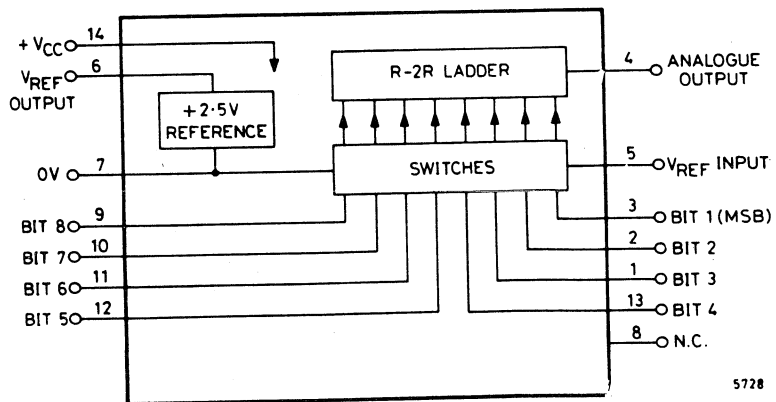 + VCC 14
VREF 6
OUTPUT
+2·5V
REFERENCE
0V 7
BIT 8 9
BIT 7 10
BIT 6 11
BIT 5 12
R-2R LADDER
SWITCHES
4 ANALOGUE
OUTPUT
5 VREF INPUT
3 BIT 1 (MSB)
2 BIT 2
1 BIT 3
13 BIT 4
8 N.C.
5728